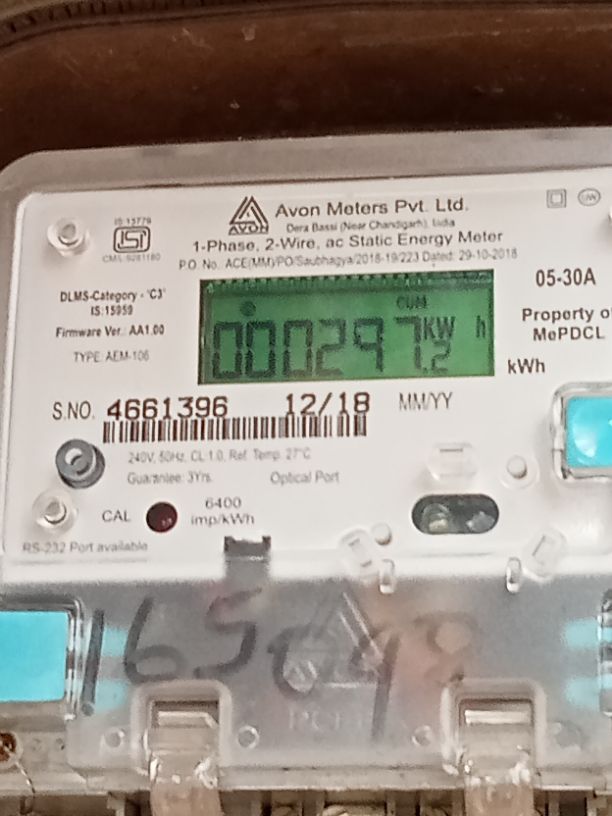 IS 15779
ISI
CM/L-9281180
AVON
Avon Meters Pvt. Ltd.
Dera Bassi (Near Chandigarh), India
1-Phase, 2-Wire, ac Static Energy Meter
P.O. No. ACE(MM)/PO/Saubhagya/2018-19/223 Dated: 29-10-2018
DLMS-Category - 'C3'
IS:15959
Firmware Ver.: AA1.00
TYPE: AEM-106
CUM
000297.2 KW h
kWh
05-30A
Property of
MePDCL
S.NO. 4661396 12/18 MM/YY
240V, 50Hz, CL 1.0, Ref. Temp. 27°C
Guarantee: 3Yrs. Optical Port
CAL
6400
imp/kWh
RS-232 Port available